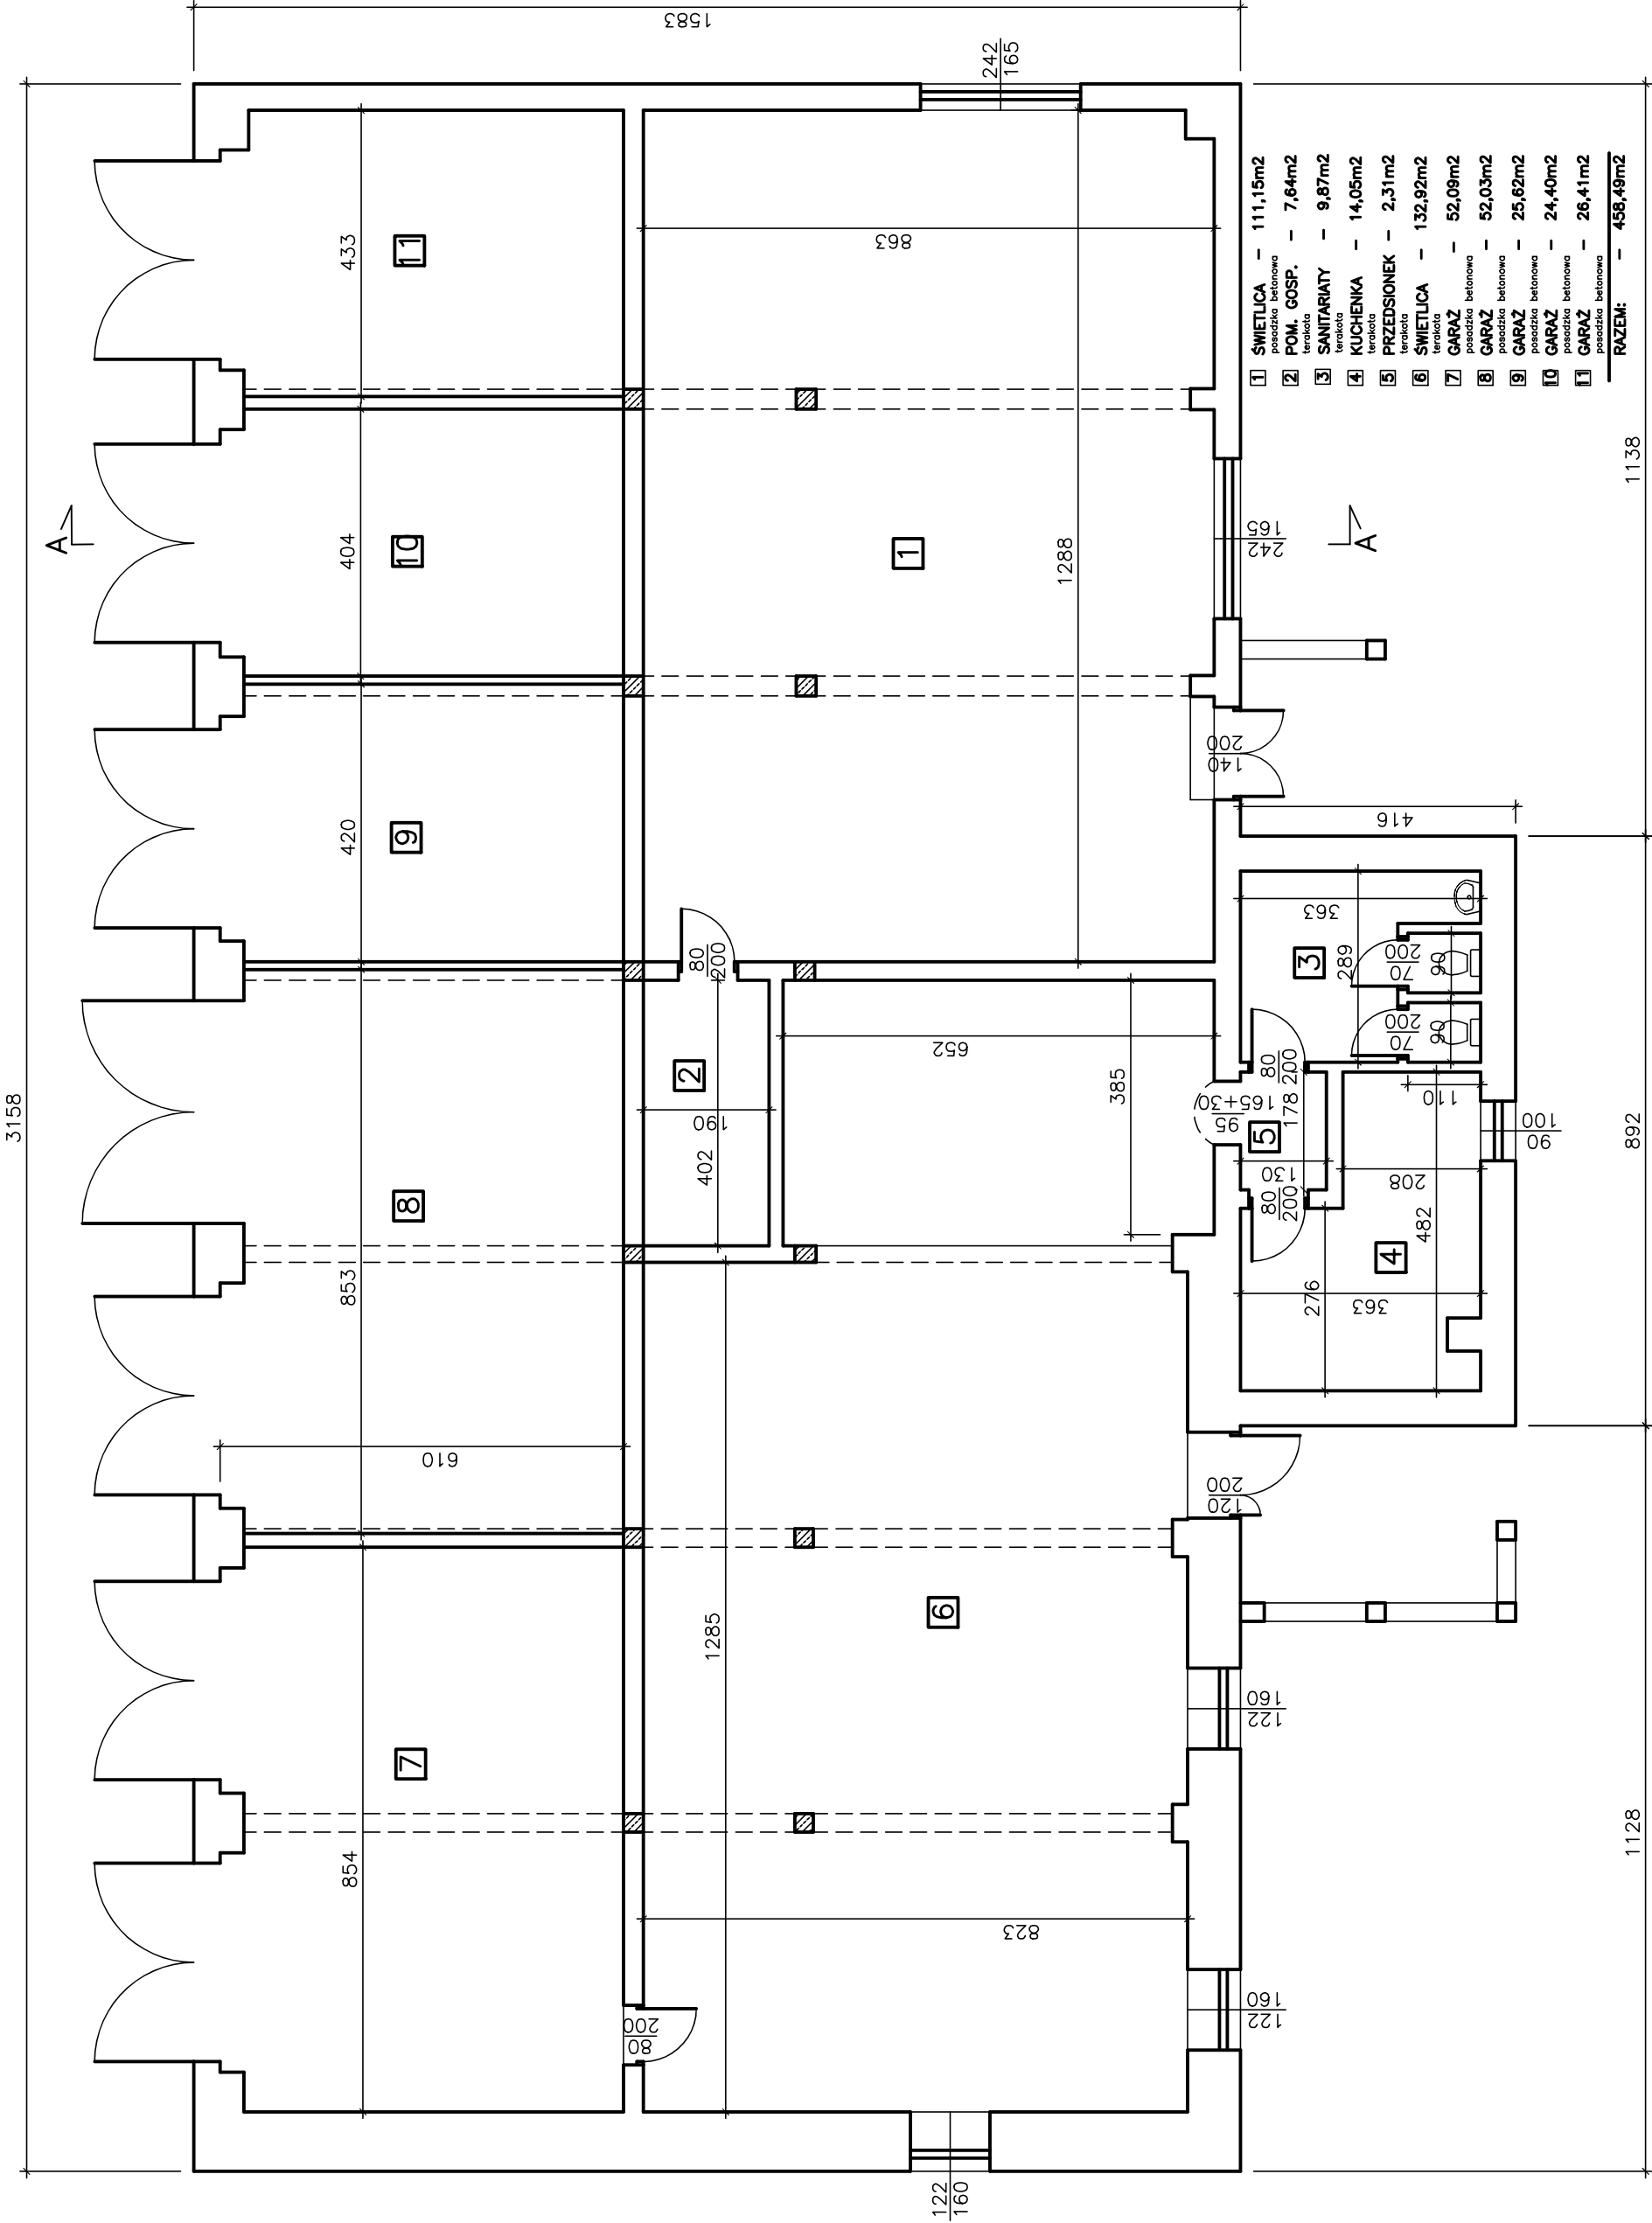 3158
A
433
404
420
853
854
11
10
9
8
7
610
1583
242
165
863
1288
1
165
242
A
200
140
80
200
2
190
402
652
385
416
363
289
3
200
70
90
200
70
90
80
200
165+30
95
178
5
130
80
200
110
208
482
4
363
276
100
90
1285
6
823
200
120
160
122
160
122
200
80
122
160
1138
892
1128
1 ŚWIETLICA – 111,15m2
posadzka betonowa
2 POM. GOSP. – 7,64m2
terakota
3 SANITARIATY – 9,87m2
terakota
4 KUCHENKA – 14,05m2
terakota
5 PRZEDSIONEK – 2,31m2
terakota
6 ŚWIETLICA – 132,92m2
terakota
7 GARAŻ – 52,09m2
posadzka betonowa
8 GARAŻ – 52,03m2
posadzka betonowa
9 GARAŻ – 25,62m2
posadzka betonowa
10 GARAŻ – 24,40m2
posadzka betonowa
11 GARAŻ – 26,41m2
posadzka betonowa
RAZEM: – 458,49m2